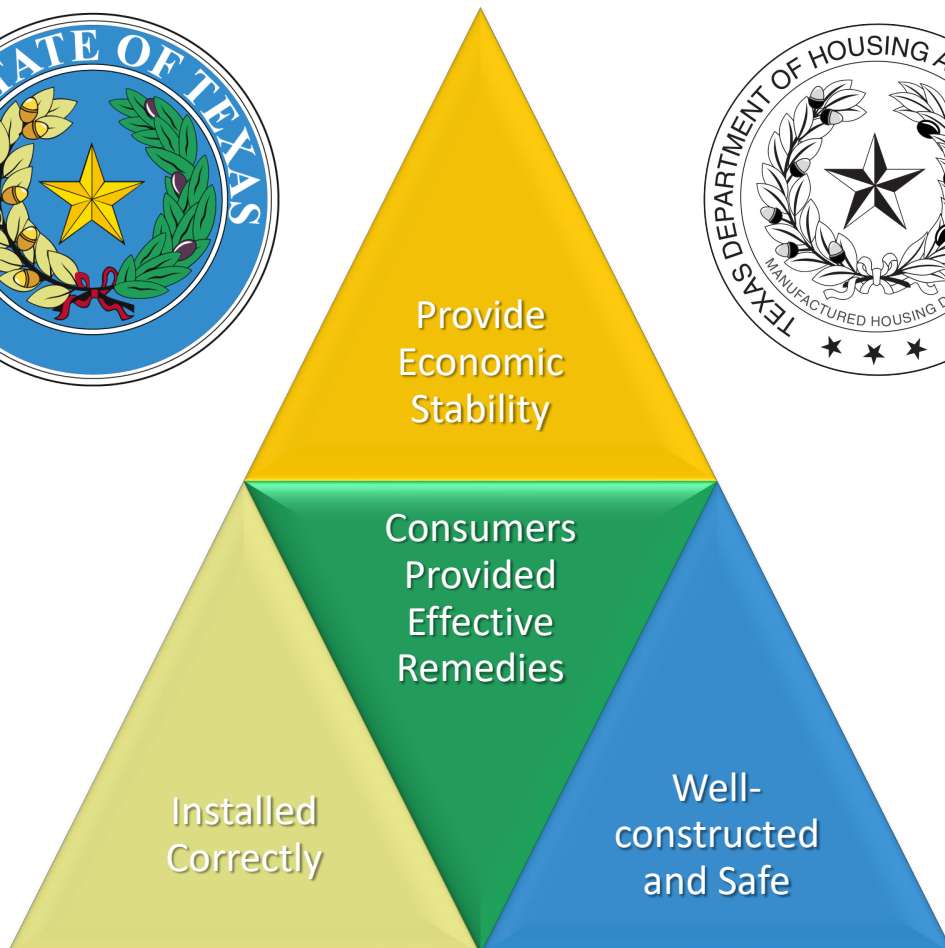 STATE OF TEXAS
TEXAS DEPARTMENT OF HOUSING
MANUFACTURED HOUSING
Provide
Economic
Stability
Consumers
Provided
Effective
Remedies
Installed
Correctly
Well-
constructed
and Safe